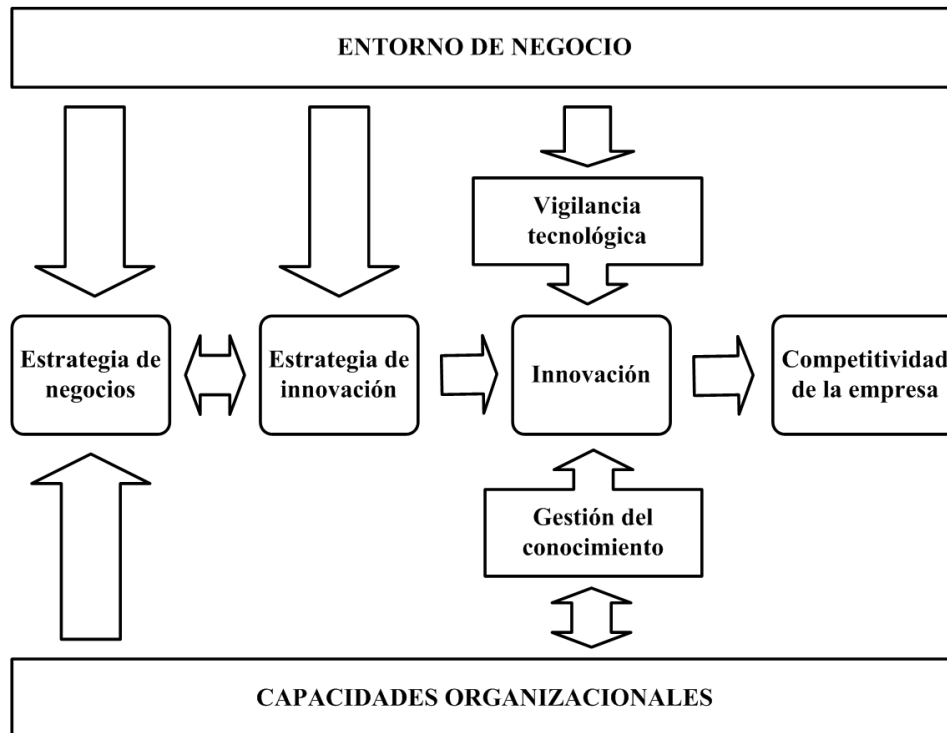 ENTORNO DE NEGOCIO
Vigilancia
tecnológica
Estrategia de
negocios
Estrategia de
innovación
Innovación
Competitividad
de la empresa
Gestión del
conocimiento
CAPACIDADES ORGANIZACIONALES